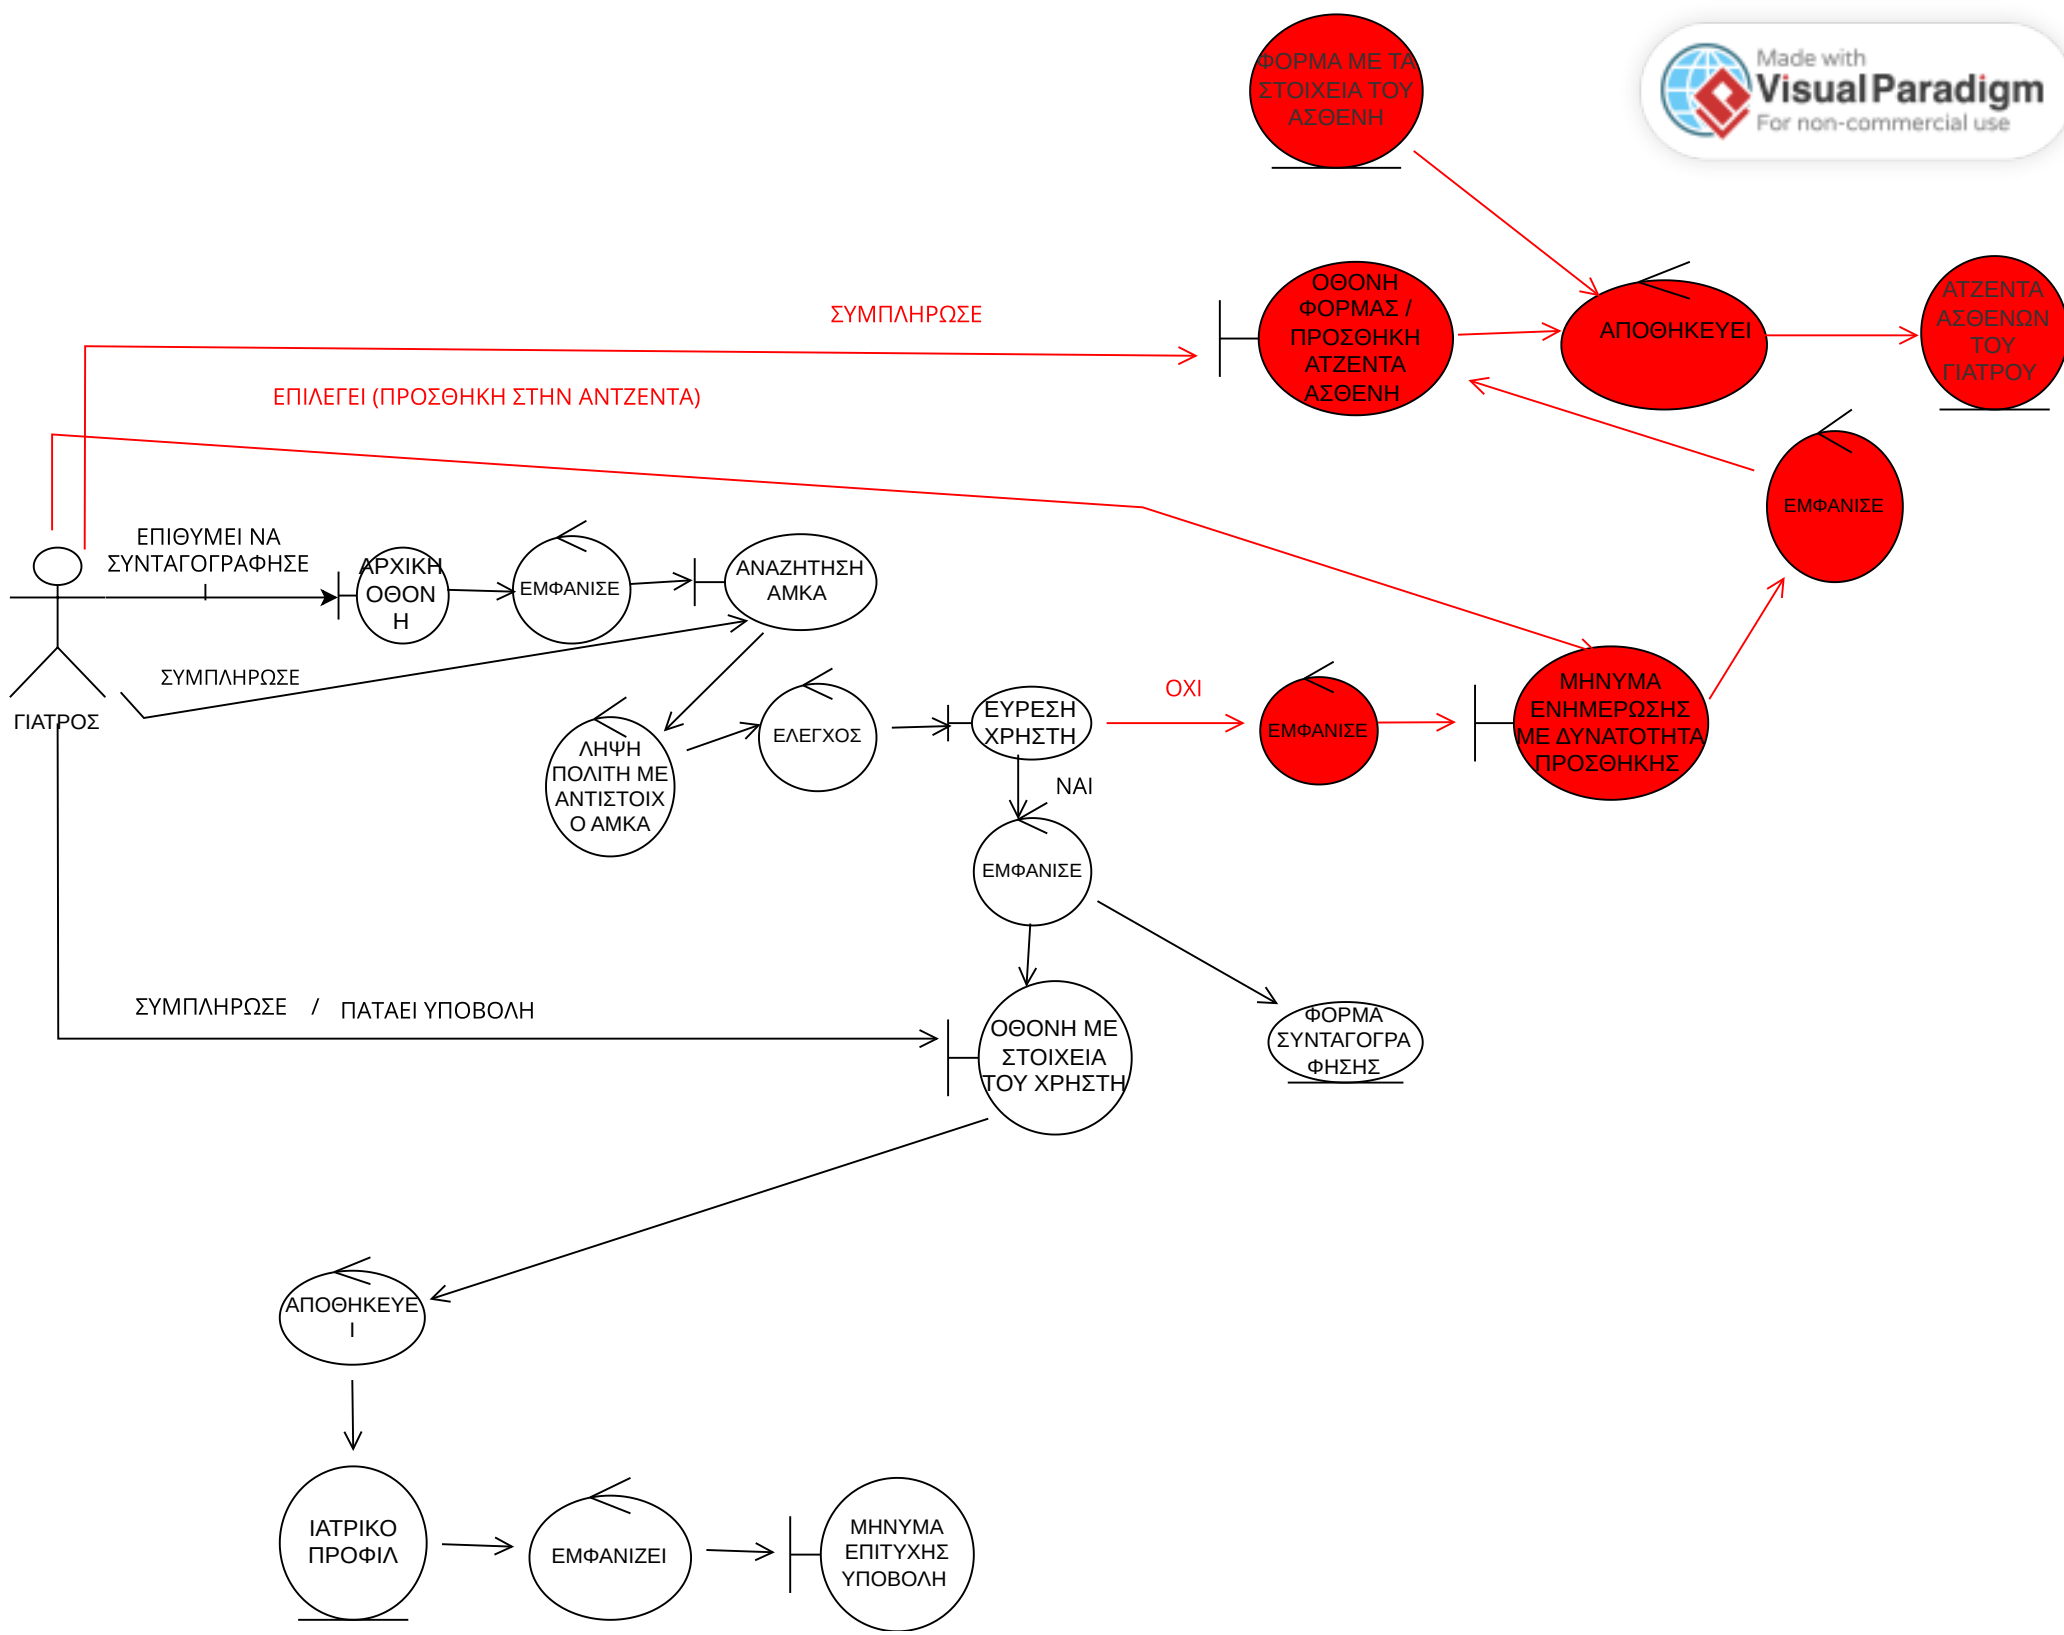 ΦΟΡΜΑ ΜΕ ΤΑ
ΣΤΟΙΧΕΙΑ ΤΟΥ
ΑΣΘΕΝΗ
Made with
Visual Paradigm
For non-commercial use
ΣΥΜΠΛΗΡΩΣΕ
ΟΘΟΝΗ
ΦΟΡΜΑΣ /
ΠΡΟΣΘΗΚΗ
ΑΤΖΕΝΤΑ
ΑΣΘΕΝΗ
ΑΠΟΘΗΚΕΥΕΙ
ΑΤΖΕΝΤΑ
ΑΣΘΕΝΩΝ
ΤΟΥ
ΓΙΑΤΡΟΥ
ΕΠΙΛΕΓΕΙ (ΠΡΟΣΘΗΚΗ ΣΤΗΝ ΑΝΤΖΕΝΤΑ)
ΕΜΦΑΝΙΣΕ
ΕΠΙΘΥΜΕΙ ΝΑ
ΣΥΝΤΑΓΟΓΡΑΦΗΣΕ
Ι
ΑΡΧΙΚΗ
ΟΘΟΝ
Η
ΕΜΦΑΝΙΣΕ
ΑΝΑΖΗΤΗΣΗ
ΑΜΚΑ
ΣΥΜΠΛΗΡΩΣΕ
ΓΙΑΤΡΟΣ
ΛΗΨΗ
ΠΟΛΙΤΗ ΜΕ
ΑΝΤΙΣΤΟΙΧ
Ο ΑΜΚΑ
ΕΛΕΓΧΟΣ
ΕΥΡΕΣΗ
ΧΡΗΣΤΗ
ΟΧΙ
ΕΜΦΑΝΙΣΕ
ΜΗΝΥΜΑ
ΕΝΗΜΕΡΩΣΗΣ
ΜΕ ΔΥΝΑΤΟΤΗΤΑ
ΠΡΟΣΘΗΚΗΣ
ΝΑΙ
ΕΜΦΑΝΙΣΕ
ΣΥΜΠΛΗΡΩΣΕ / ΠΑΤΑΕΙ ΥΠΟΒΟΛΗ
ΟΘΟΝΗ ΜΕ
ΣΤΟΙΧΕΙΑ
ΤΟΥ ΧΡΗΣΤΗ
ΦΟΡΜΑ
ΣΥΝΤΑΓΟΓΡΑ
ΦΗΣΗΣ
ΑΠΟΘΗΚΕΥΕ
Ι
ΙΑΤΡΙΚΟ
ΠΡΟΦΙΛ
ΕΜΦΑΝΙΖΕΙ
ΜΗΝΥΜΑ
ΕΠΙΤΥΧΗΣ
ΥΠΟΒΟΛΗ